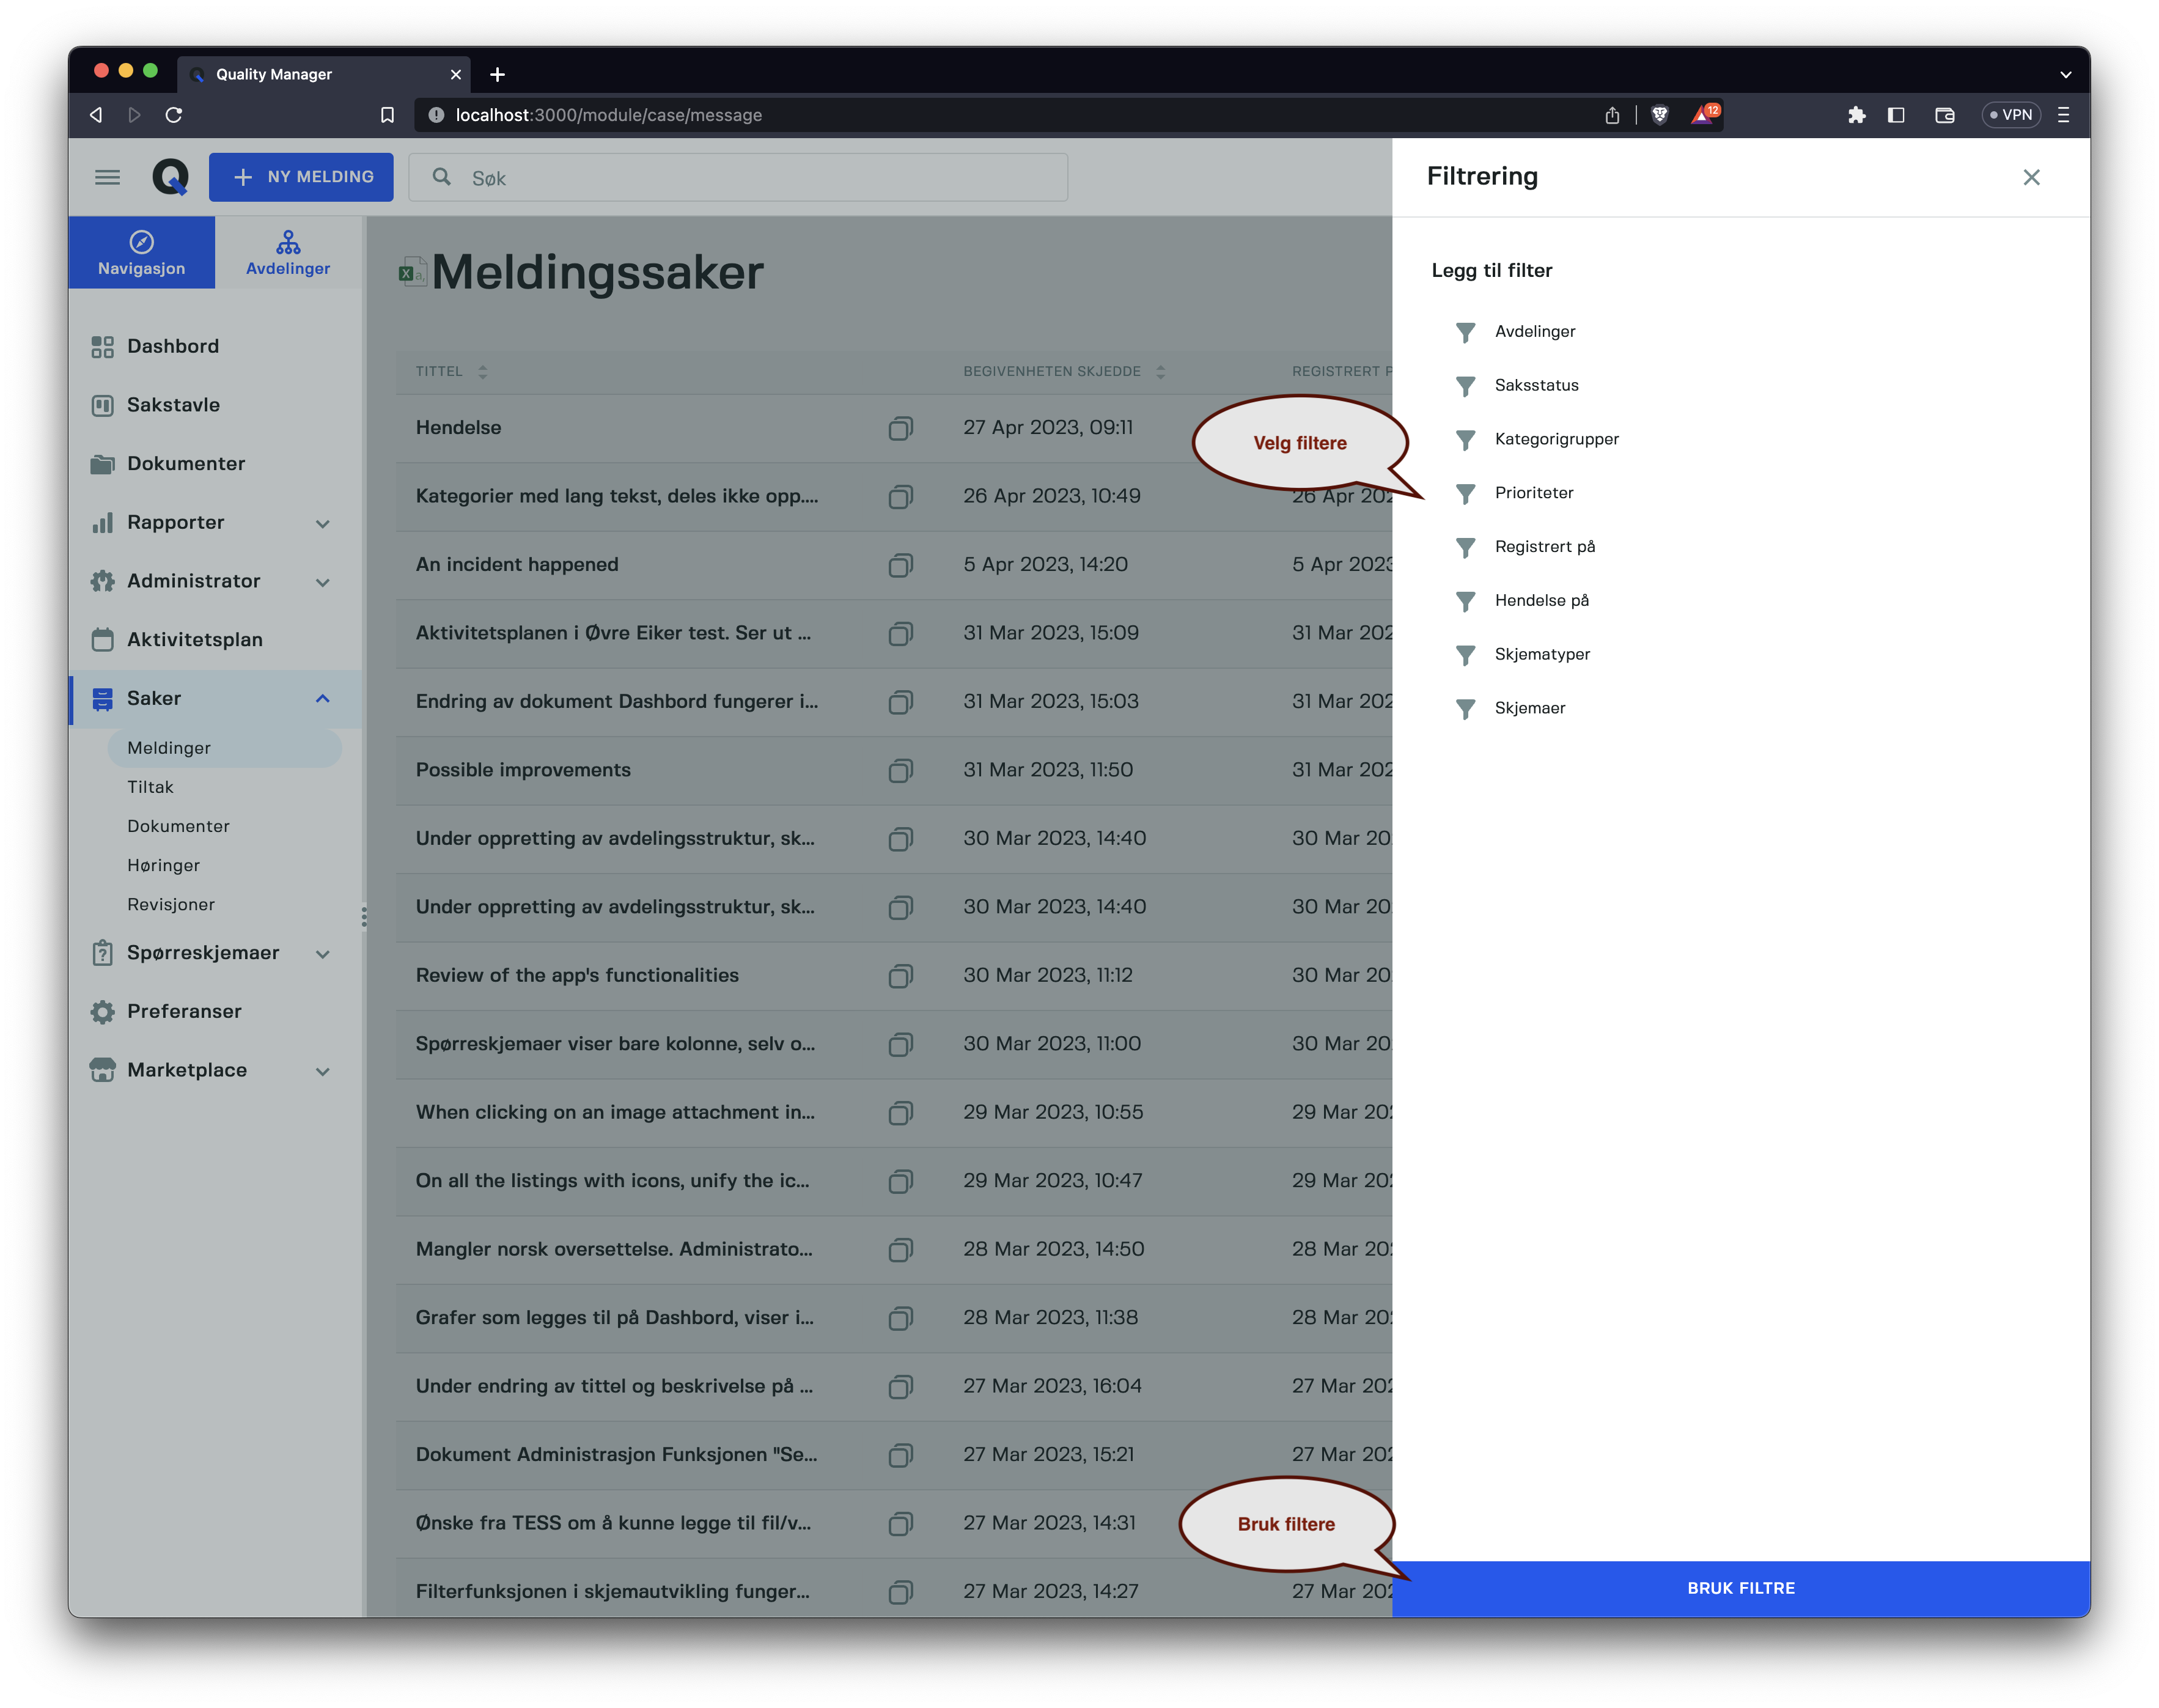 Quality Manager
localhost:3000/module/case/message
12
VPN
NY MELDING
Søk
Navigasjon
Avdelinger
Dashbord
Sakstavle
Dokumenter
Rapporter
Administrator
Aktivitetsplan
Saker
Meldinger
Tiltak
Dokumenter
Høringer
Revisjoner
Spørreskjemaer
Preferanser
Marketplace
Meldingssaker
TITTEL BEGIVENHETEN SKJEDDE REGISTRERT P
Hendelse 27 Apr 2023, 09:11
Kategorier med lang tekst, deles ikke opp.... 26 Apr 2023, 10:49 26 Apr 202
An incident happened 5 Apr 2023, 14:20 5 Apr 2023
Aktivitetsplanen i Øvre Eiker test. Ser ut ... 31 Mar 2023, 15:09 31 Mar 202
Endring av dokument Dashbord fungerer i... 31 Mar 2023, 15:03 31 Mar 202
Possible improvements 31 Mar 2023, 11:50 31 Mar 202
Under oppretting av avdelingsstruktur, sk... 30 Mar 2023, 14:40 30 Mar 20
Under oppretting av avdelingsstruktur, sk... 30 Mar 2023, 14:40 30 Mar 20
Review of the app's functionalities 30 Mar 2023, 11:12 30 Mar 20
Spørreskjemaer viser bare kolonne, selv o... 30 Mar 2023, 11:00 30 Mar 20
When clicking on an image attachment in... 29 Mar 2023, 10:55 29 Mar 202
On all the listings with icons, unify the ic... 29 Mar 2023, 10:47 29 Mar 202
Mangler norsk oversettelse. Administrato... 28 Mar 2023, 14:50 28 Mar 202
Grafer som legges til på Dashbord, viser i... 28 Mar 2023, 11:38 28 Mar 202
Under endring av tittel og beskrivelse på ... 27 Mar 2023, 16:04 27 Mar 202
Dokument Administrasjon Funksjonen "Se... 27 Mar 2023, 15:21 27 Mar 202
Ønske fra TESS om å kunne legge til fil/v... 27 Mar 2023, 14:31
Filterfunksjonen i skjemautvikling funger... 27 Mar 2023, 14:27 27 Mar 202
Velg filtere
Bruk filtere
Filtrering
Legg til filter
Avdelinger
Saksstatus
Kategorigrupper
Prioriteter
Registrert på
Hendelse på
Skjematyper
Skjemaer
BRUK FILTRE